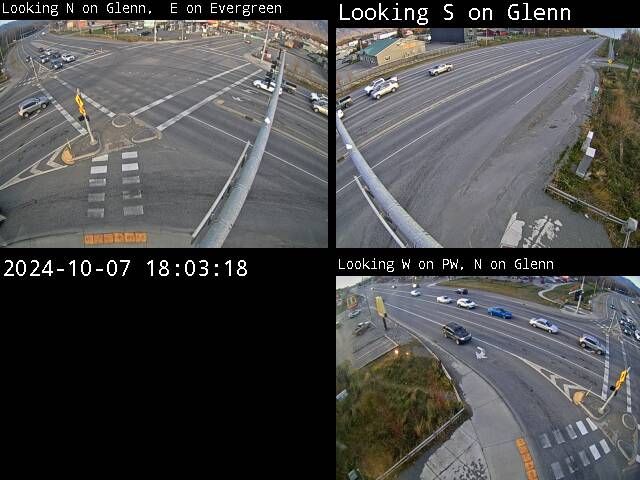 Looking N on Glenn,  E on Evergreen
Looking S on Glenn
2024-10-07 18:03:18
Looking W on PW, N on Glenn